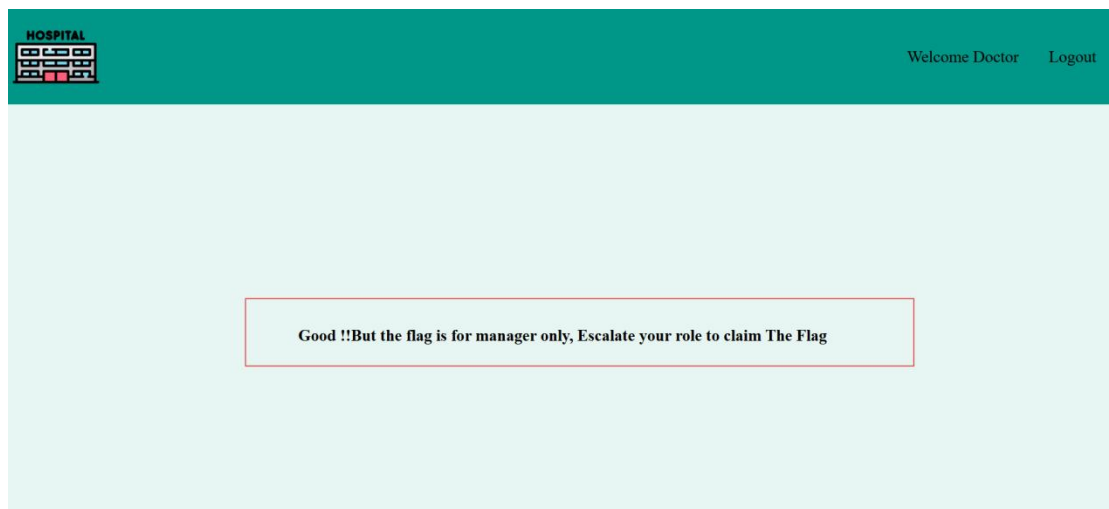 HOSPITAL
Welcome Doctor Logout
Good !!But the flag is for manager only, Escalate your role to claim The Flag